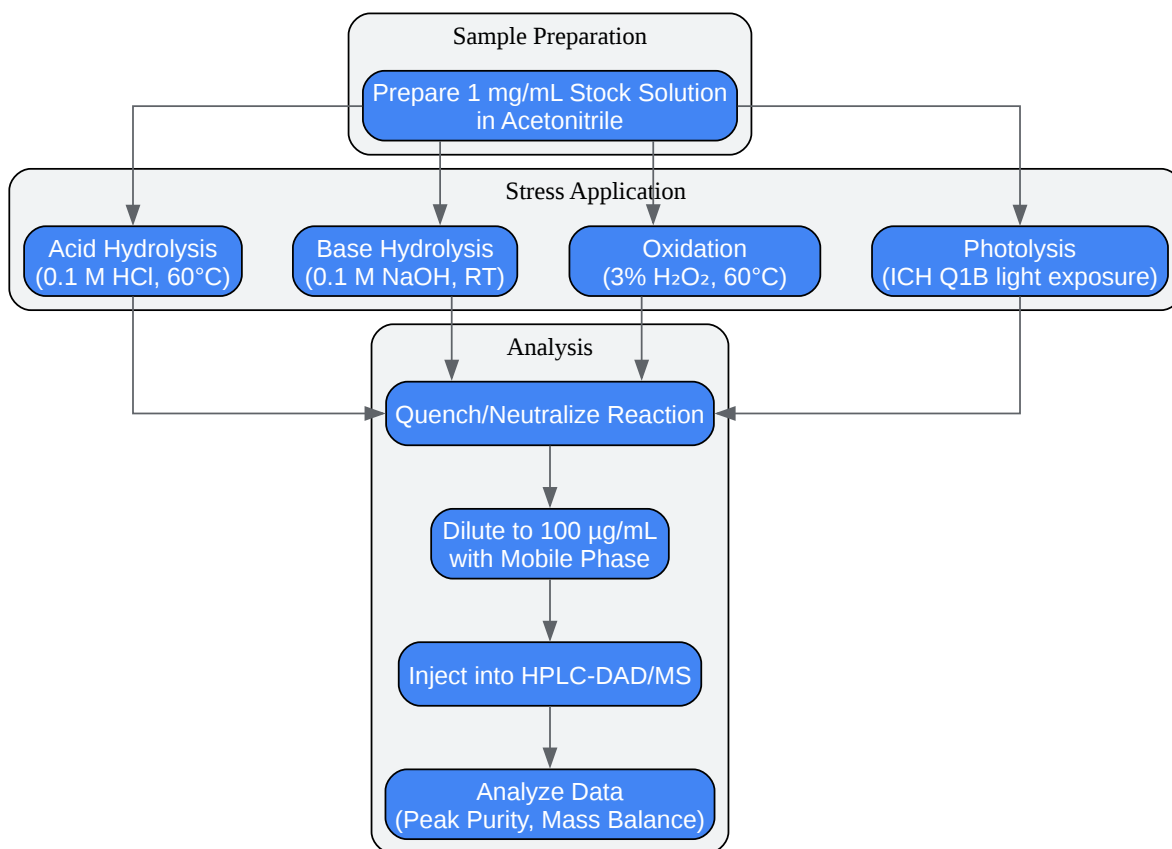 Sample Preparation
Prepare 1 mg/mL Stock Solution
in Acetonitrile
Stress Application
Acid Hydrolysis
(0.1 M HCl, 60°C)
Base Hydrolysis
(0.1 M NaOH, RT)
Oxidation
(3% H₂O₂, 60°C)
Photolysis
(ICH Q1B light exposure)
Analysis
Quench/Neutralize Reaction
Dilute to 100 µg/mL
with Mobile Phase
Inject into HPLC-DAD/MS
Analyze Data
(Peak Purity, Mass Balance)